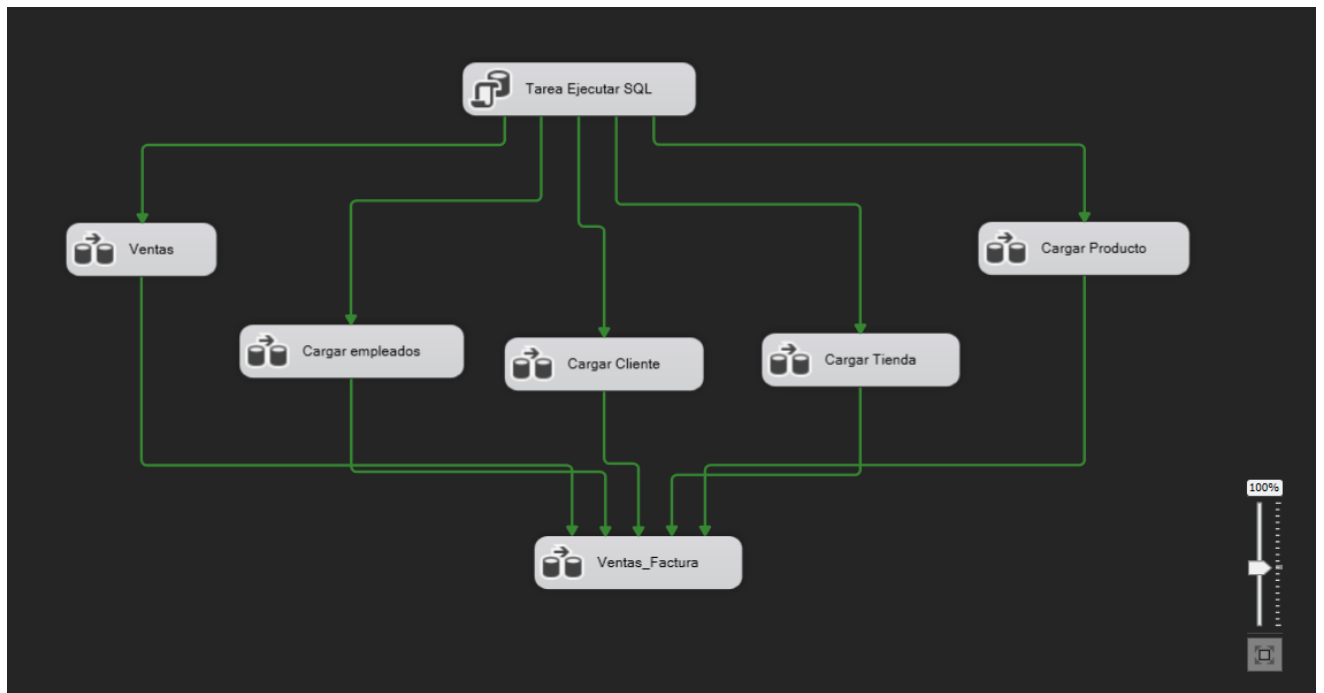 Tarea Ejecutar SQL
Ventas
Cargar Producto
Cargar empleados
Cargar Cliente
Cargar Tienda
100%
Ventas_Factura